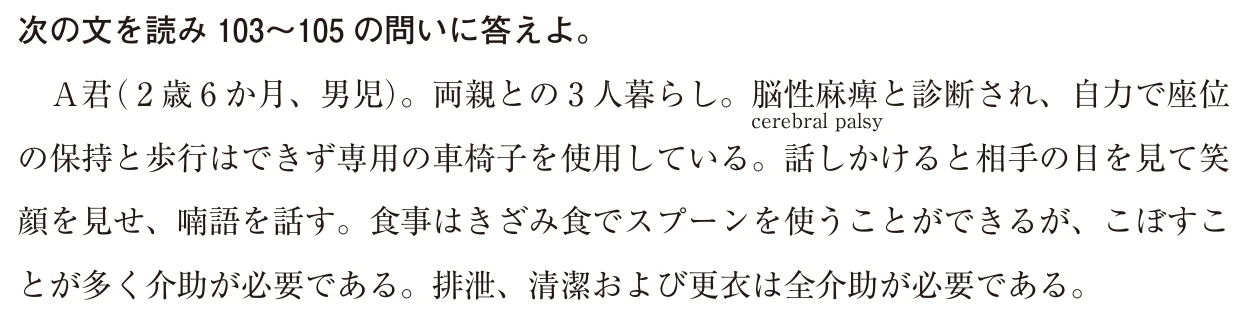 次の文を読み 103〜105 の問いに答えよ。
A君(2歳6か月、男児)。両親との3人暮らし。脳性麻痺と診断され、自力で座位
cerebral palsy
の保持と歩行はできず専用の車椅子を使用している。話しかけると相手の目を見て笑
顔を見せ、喃語を話す。食事はきざみ食でスプーンを使うことができるが、こぼすこ
とが多く介助が必要である。排泄、清潔および更衣は全介助が必要である。